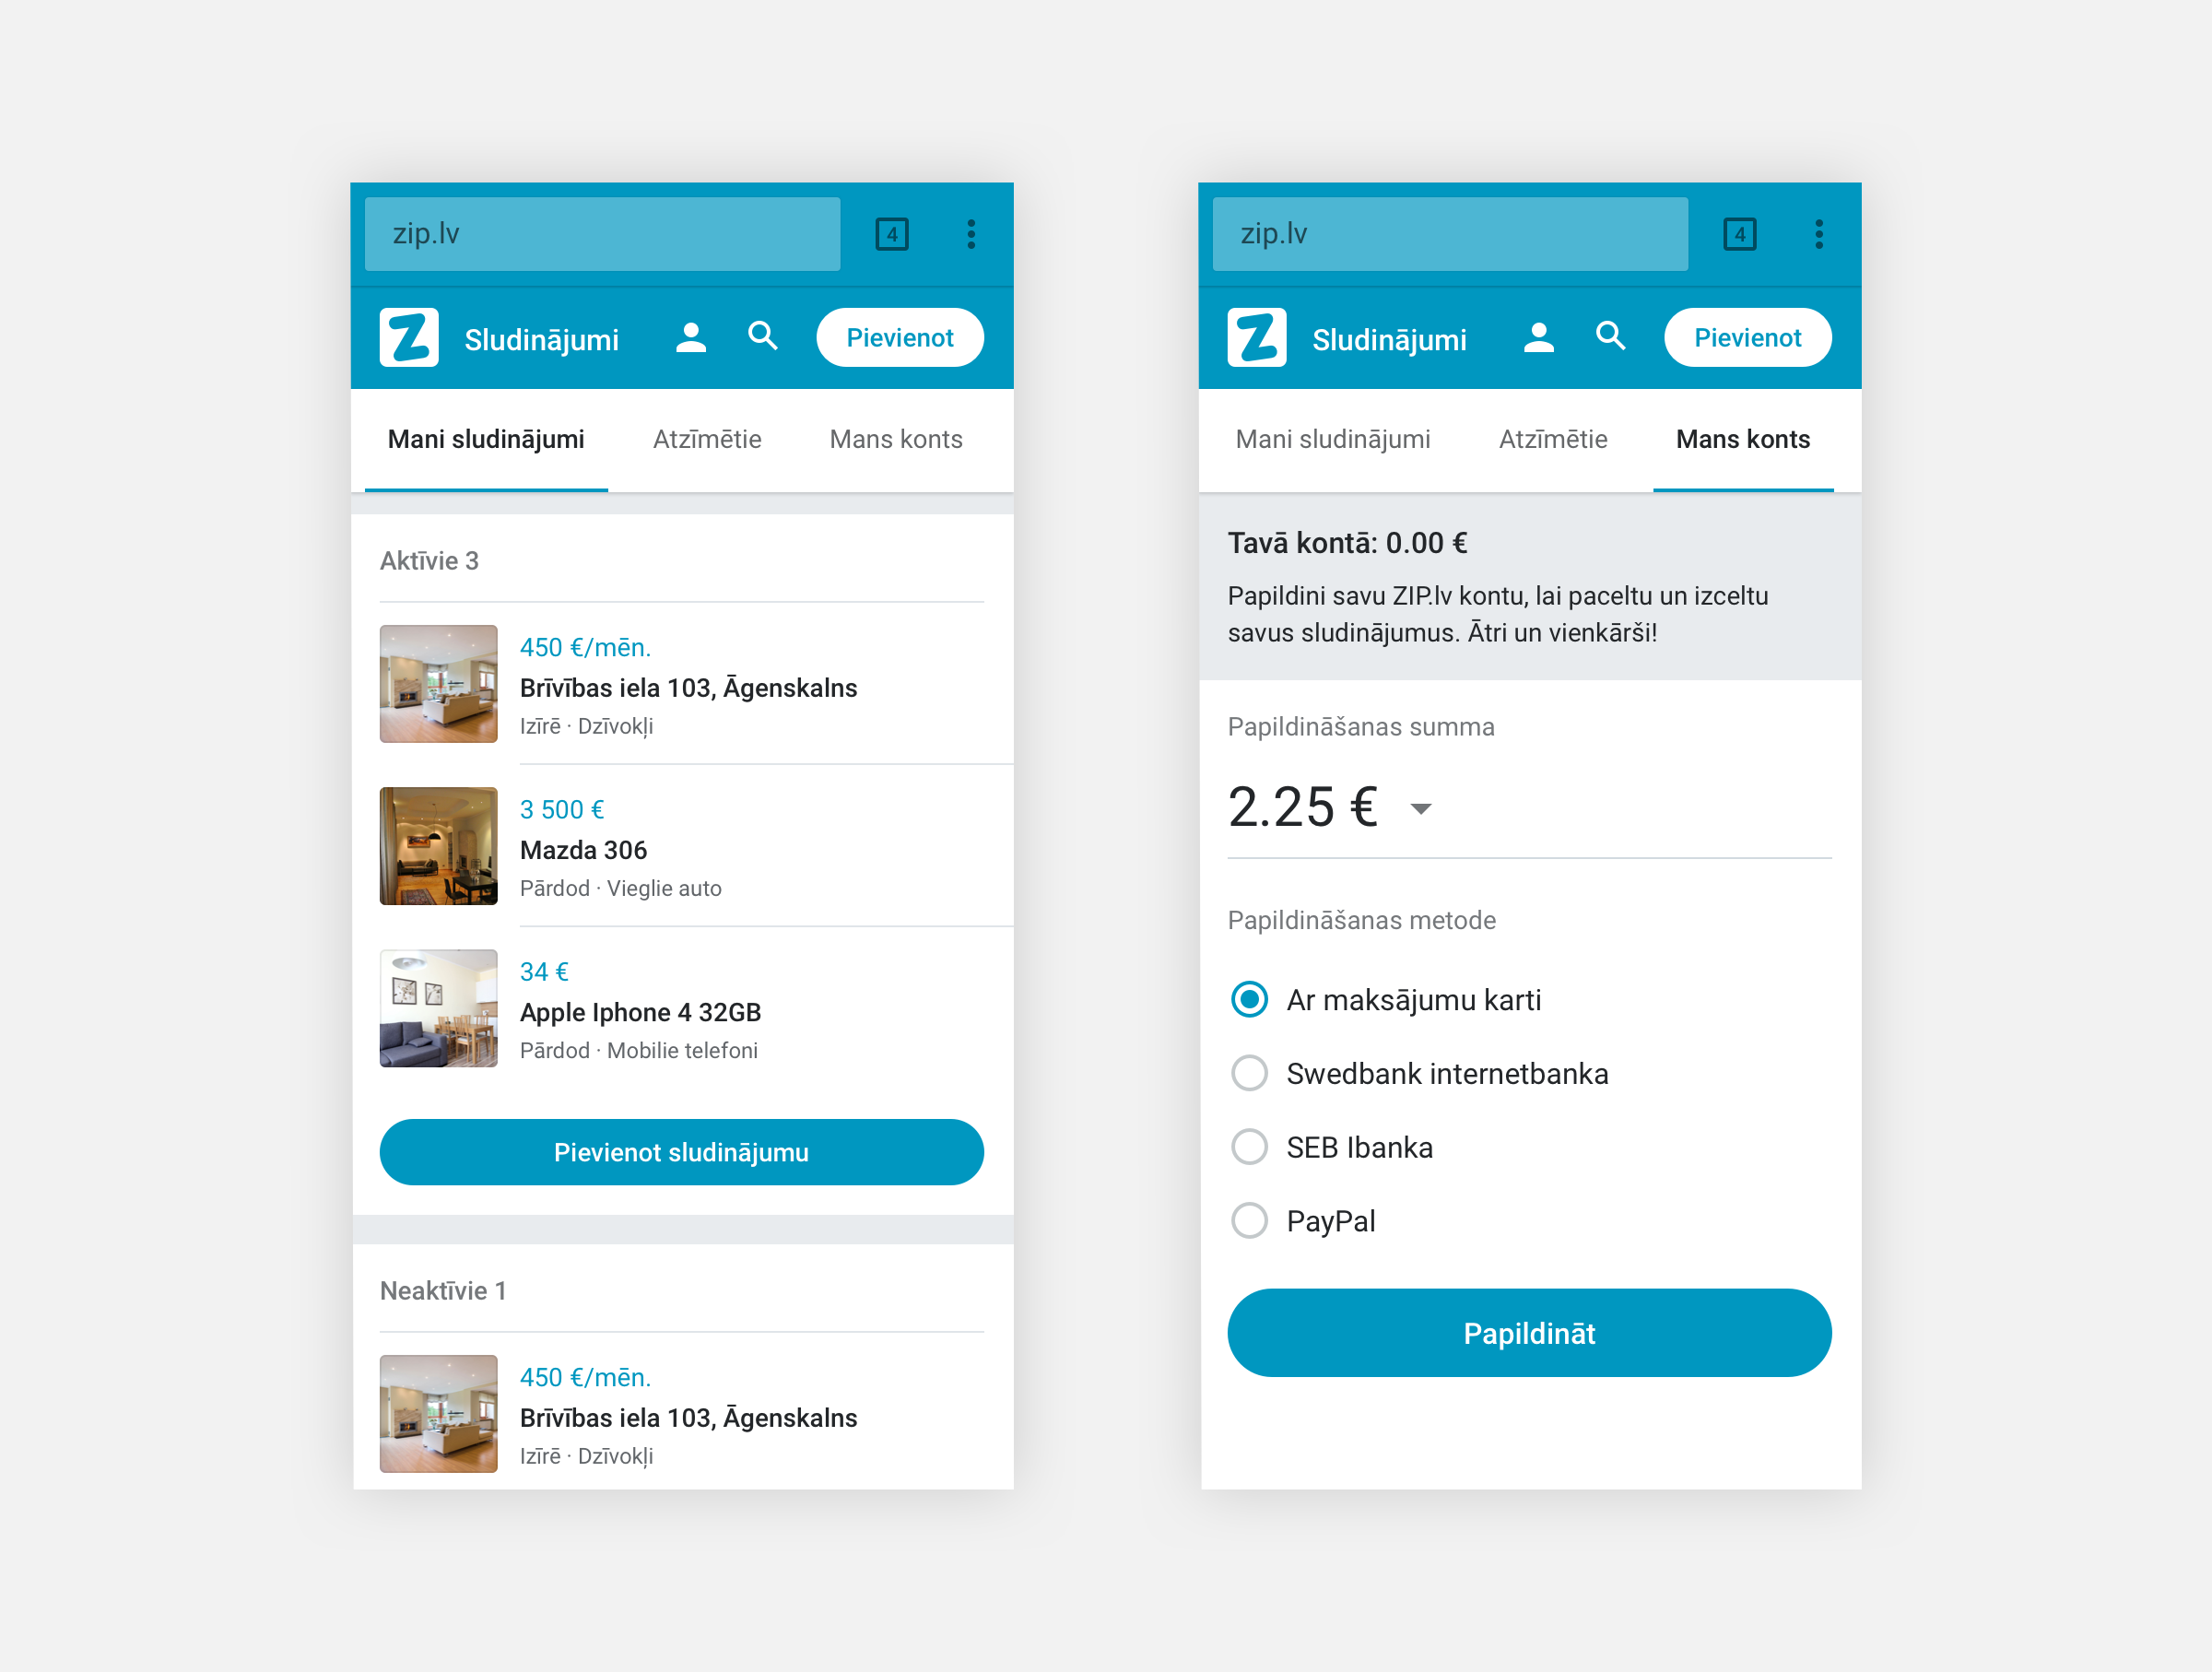 zip.lv
4
Z Sludinājumi
Pievienot
Mani sludinājumi
Atzīmētie
Mans konts
Aktīvie 3
450 €/mēn.
Brīvības iela 103, Āgenskalns
Izīrē · Dzīvokļi
3 500 €
Mazda 306
Pārdod · Vieglie auto
34 €
Apple Iphone 4 32GB
Pārdod · Mobilie telefoni
Pievienot sludinājumu
Neaktīvie 1
450 €/mēn.
Brīvības iela 103, Āgenskalns
Izīrē · Dzīvokļi
zip.lv
4
Z Sludinājumi
Pievienot
Mani sludinājumi
Atzīmētie
Mans konts
Tavā kontā: 0.00 €
Papildini savu ZIP.lv kontu, lai paceltu un izceltu
savus sludinājumus. Ātri un vienkārši!
Papildināšanas summa
2.25 €
Papildināšanas metode
Ar maksājumu karti
Swedbank internetbanka
SEB Ibanka
PayPal
Papildināt